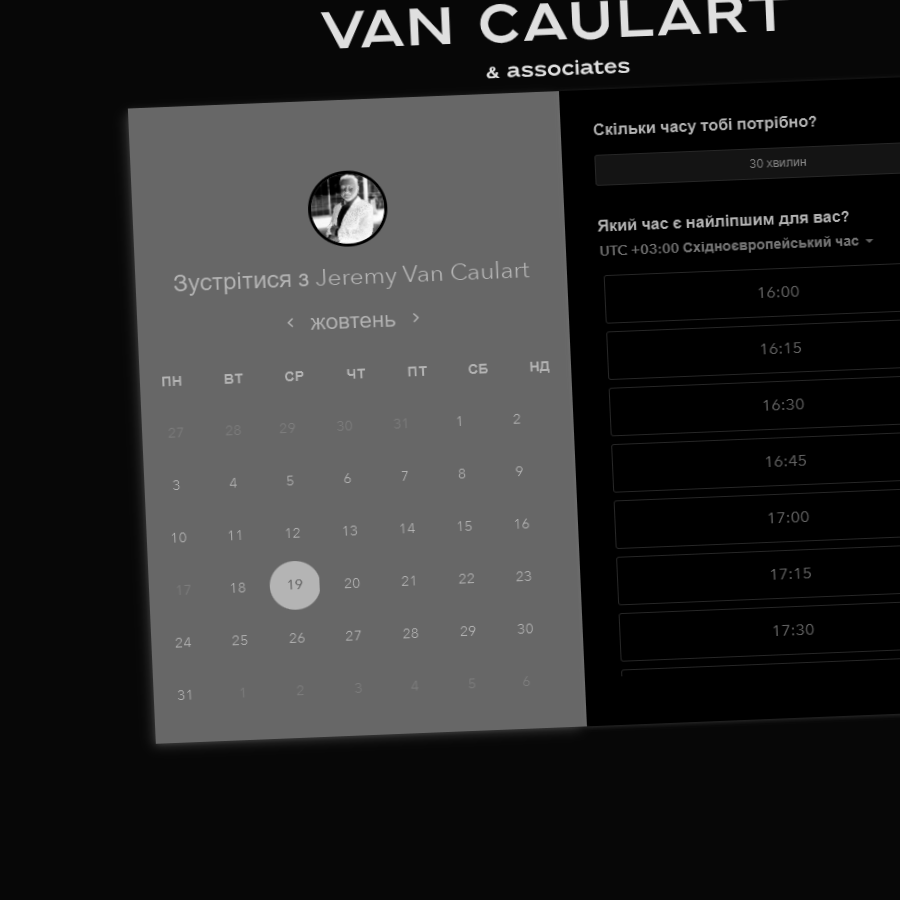 VAN CAULART
& associates
Зустрітися з Jeremy Van Caulart
жовтень
ПН ВТ СР ЧТ ПТ СБ НД
27 28 29 30 31 1 2
3 4 5 6 7 8 9
10 11 12 13 14 15 16
17 18 19 20 21 22 23
24 25 26 27 28 29 30
31 1 2 3 4 5 6
Скільки часу тобі потрібно?
30 хвилин
Який час є найліпшим для вас?
UTC +03:00 Східноєвропейський час
16:00
16:15
16:30
16:45
17:00
17:15
17:30